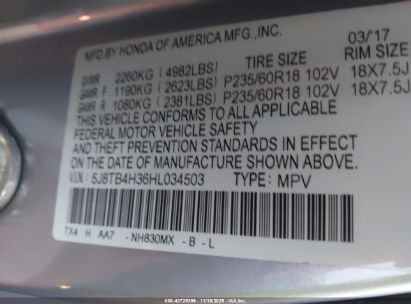 MFD.BY HONDA OF AMERICA MFG.,INC. 03/17
TIRE SIZE RIM SIZE
GVWR 2260KG (4982LBS)
GAWR F 1190KG (2623LBS) P235/60R18 102V 18X7.5J
GAWR R 1080KG (2381LBS) P235/60R18 102V 18X7.5J
THIS VEHICLE CONFORMS TO ALL APPLICABLE
FEDERAL MOTOR VEHICLE SAFETY
AND THEFT PREVENTION STANDARDS IN EFFECT
ON THE DATE OF MANUFACTURE SHOWN ABOVE.
V.I.N.: 5J8TB4H36HL034503 TYPE: MPV
TX4 H AA7 - NH830MX - B - L